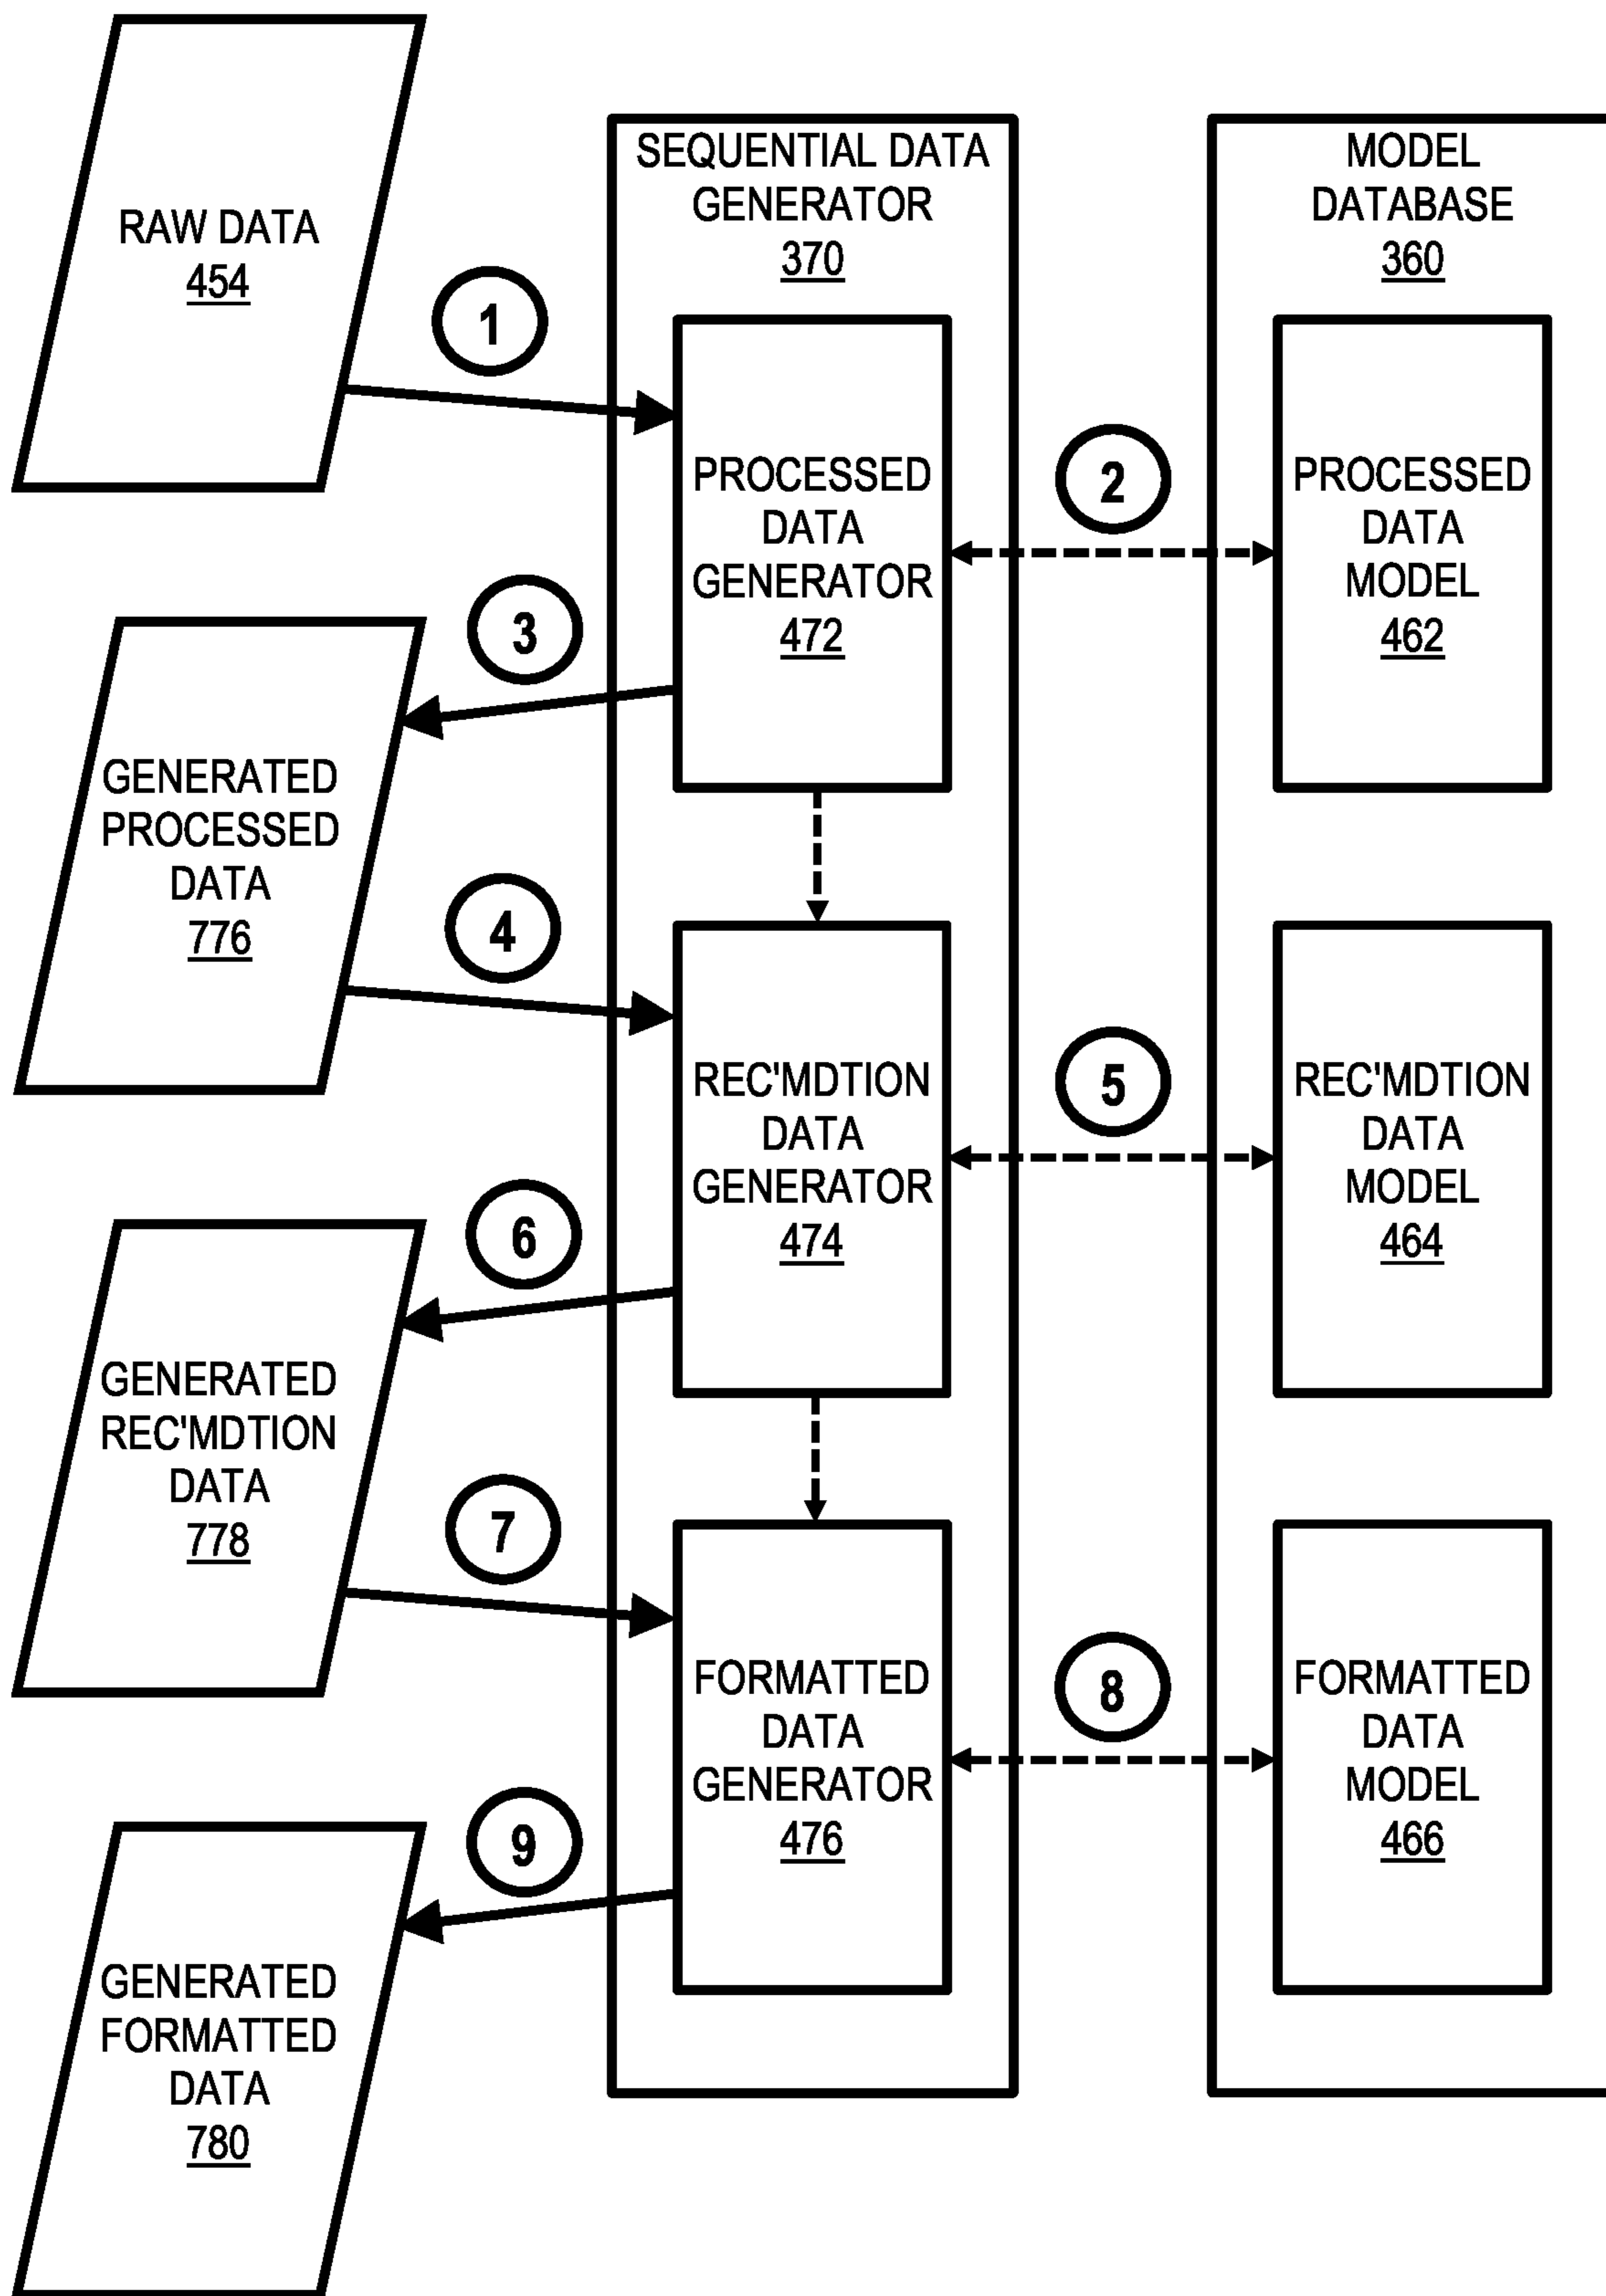 RAW DATA
454
1
SEQUENTIAL DATA
GENERATOR
370
MODEL
DATABASE
360
PROCESSED
DATA
GENERATOR
472
2
PROCESSED
DATA
MODEL
462
3
GENERATED
PROCESSED
DATA
776
4
REC'MDTION
DATA
GENERATOR
474
5
REC'MDTION
DATA
MODEL
464
6
GENERATED
REC'MDTION
DATA
778
7
FORMATTED
DATA
GENERATOR
476
8
FORMATTED
DATA
MODEL
466
9
GENERATED
FORMATTED
DATA
780